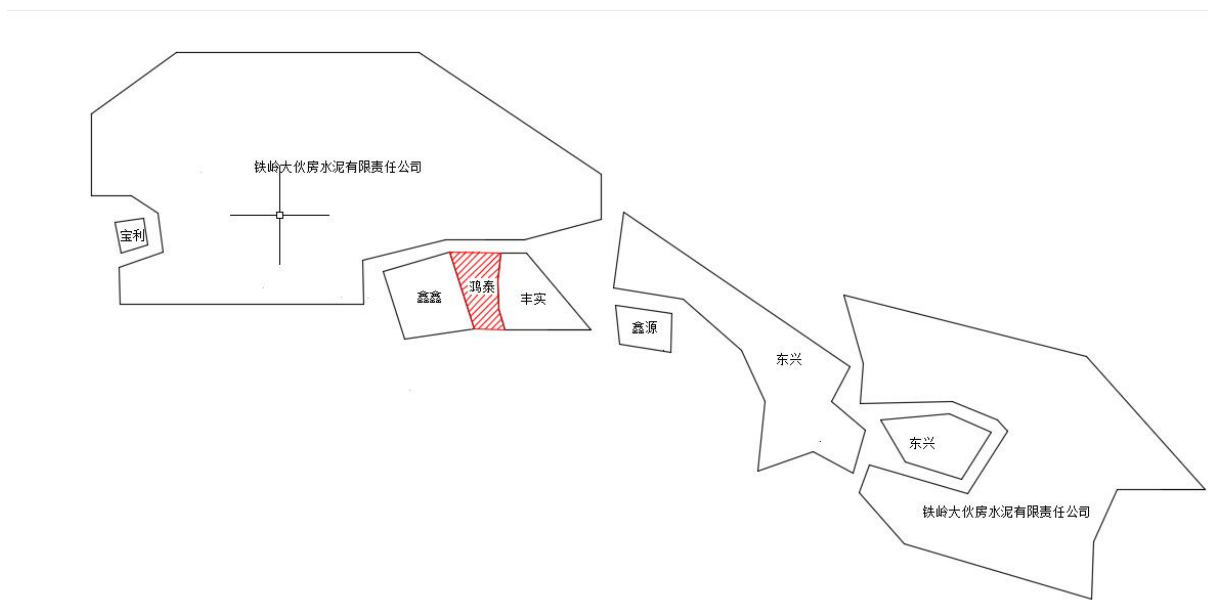 铁岭大伙房水泥有限责任公司
宝利
鑫鑫
鸿泰
丰实
鑫源
东兴
东兴
铁岭大伙房水泥有限责任公司